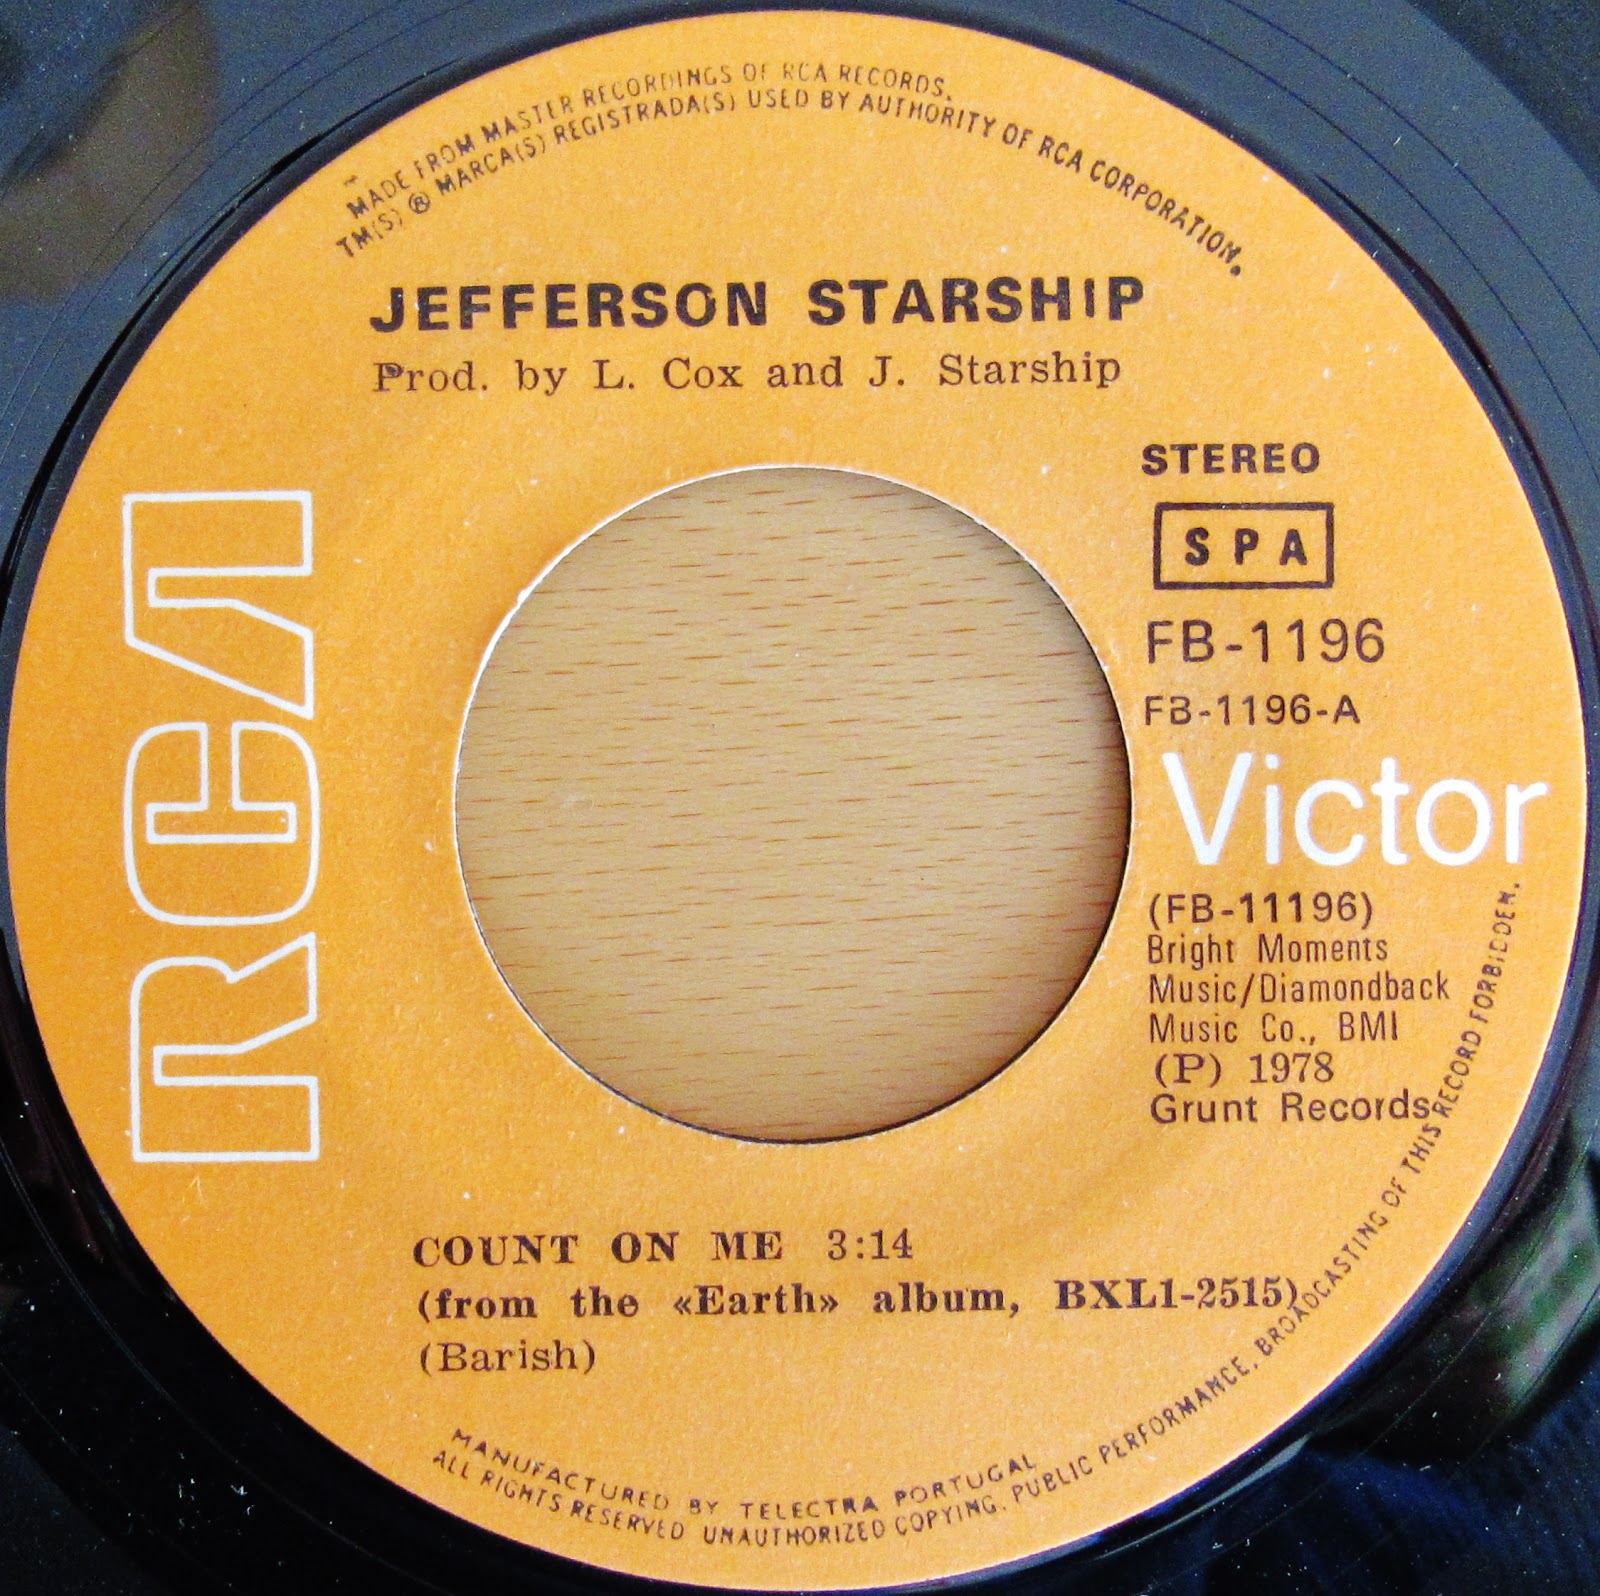 MADE FROM MASTER RECORDINGS OF RCA RECORDS.
TM(S) ® MARCA(S) REGISTRADA(S) USED BY AUTHORITY OF RCA CORPORATION.
JEFFERSON STARSHIP
Prod. by L. Cox and J. Starship
STEREO
SPA
FB-1196
FB-1196-A
RCA
Victor
(FB-11196)
Bright Moments
Music/Diamondback
Music Co., BMI
(P) 1978
Grunt Records
COUNT ON ME 3:14
(from the «Earth» album, BXL1-2515)
(Barish)
MANUFACTURED BY TELECTRA PORTUGAL
ALL RIGHTS RESERVED UNAUTHORIZED COPYING. PUBLIC PERFORMANCE. BROADCASTING OF THIS RECORD FORBIDDEN.